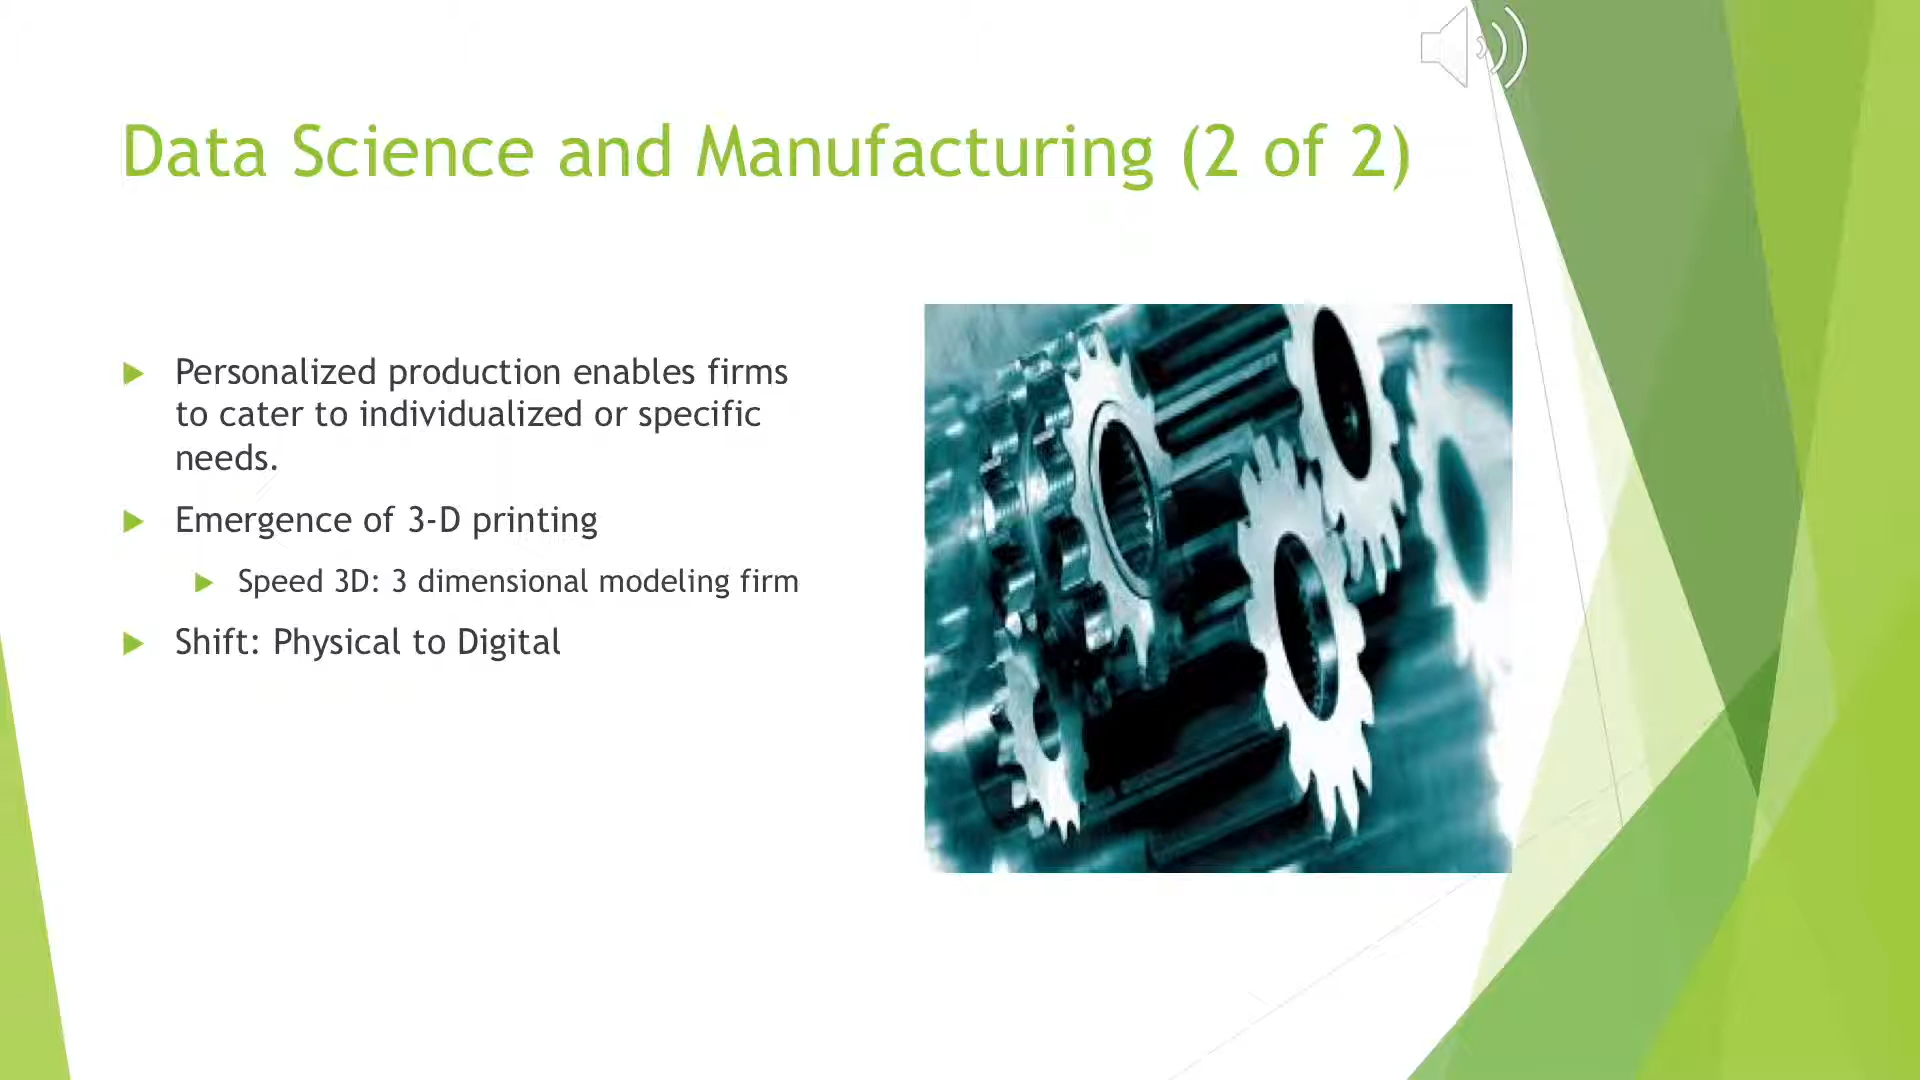 Data Science and Manufacturing (2 of 2)
Personalized production enables firms
to cater to individualized or specific
needs.
Emergence of 3-D printing
Speed 3D: 3 dimensional modeling firm
Shift: Physical to Digital